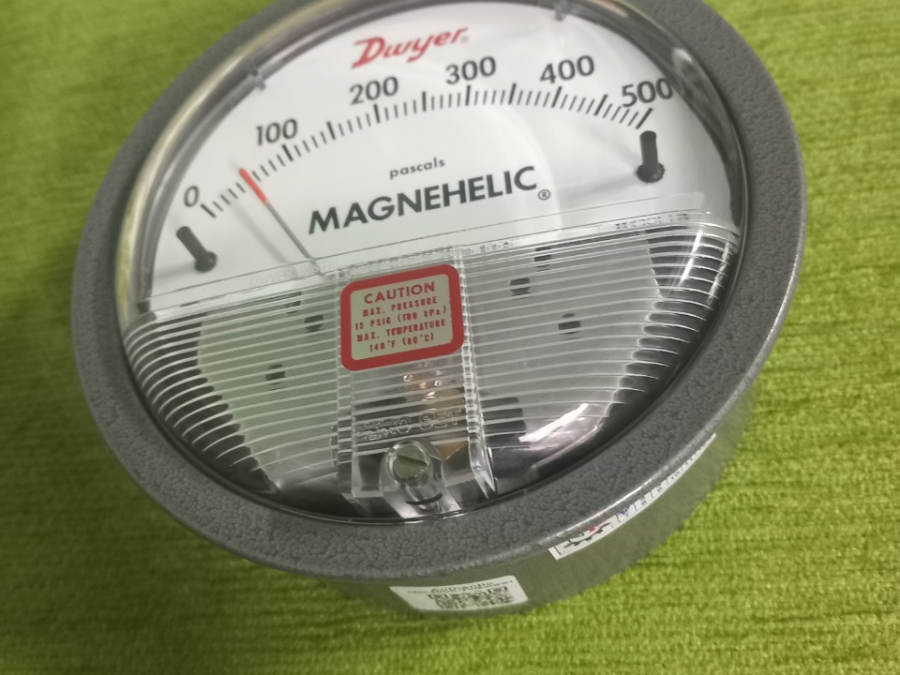 Dwyer®
0 100 200 300 400 500
pascals
MAGNEHELIC®
CAUTION
MAX. PRESSURE
15 PSIG (100 kPa)
MAX. TEMPERATURE
140°F (60°C)